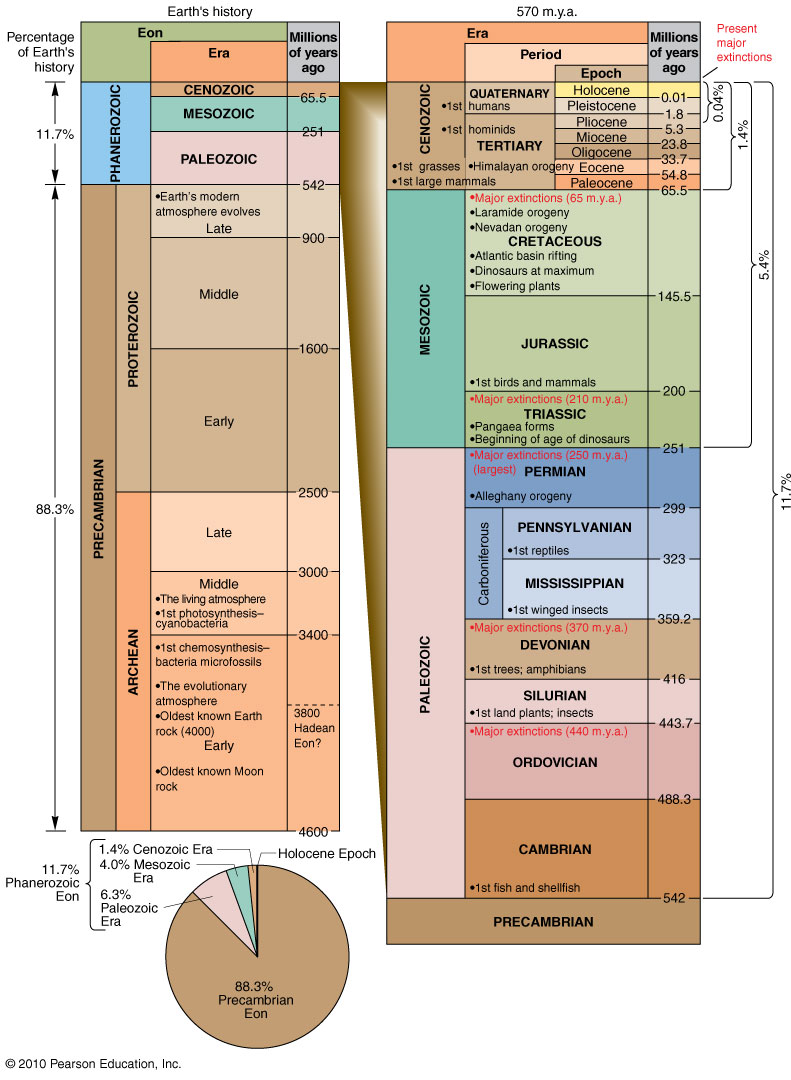 Earth's history
Percentage
of Earth's
history
Eon
Era
Millions
of years
ago
11.7%
88.3%
PHANEROZOIC
CENOZOIC
65.5
MESOZOIC
251
PALEOZOIC
542
PRECAMBRIAN
PROTEROZOIC
•Earth's modern
atmosphere evolves
Late
900
Middle
1600
Early
2500
ARCHEAN
Late
3000
Middle
•The living atmosphere
•1st photosynthesis–
cyanobacteria
3400
•1st chemosynthesis–
bacteria microfossils
•The evolutionary
atmosphere
•Oldest known Earth
rock (4000)
Early
•Oldest known Moon
rock
3800
Hadean
Eon?
4600
570 m.y.a.
Era
Period
Epoch
Millions
of years
ago
Present
major
extinctions
CENOZOIC
QUATERNARY
•1st humans
Holocene
0.01
Pleistocene
1.8
•1st hominids
TERTIARY
•1st grasses
•Himalayan orogeny
•1st large mammals
Pliocene
5.3
Miocene
23.8
Oligocene
33.7
Eocene
54.8
Paleocene
65.5
0.04%
1.4%
5.4%
11.7%
MESOZOIC
•Major extinctions (65 m.y.a.)
•Laramide orogeny
•Nevadan orogeny
CRETACEOUS
•Atlantic basin rifting
•Dinosaurs at maximum
•Flowering plants
145.5
JURASSIC
•1st birds and mammals
200
•Major extinctions (210 m.y.a.)
TRIASSIC
•Pangaea forms
•Beginning of age of dinosaurs
251
PALEOZOIC
•Major extinctions (250 m.y.a.)
(largest)
PERMIAN
•Alleghany orogeny
299
Carboniferous
PENNSYLVANIAN
•1st reptiles
323
MISSISSIPPIAN
•1st winged insects
359.2
•Major extinctions (370 m.y.a.)
DEVONIAN
•1st trees; amphibians
416
SILURIAN
•1st land plants; insects
443.7
•Major extinctions (440 m.y.a.)
ORDOVICIAN
488.3
CAMBRIAN
•1st fish and shellfish
542
PRECAMBRIAN
11.7%
Phanerozoic
Eon
1.4% Cenozoic Era
4.0% Mesozoic
Era
6.3%
Paleozoic
Era
Holocene Epoch
88.3%
Precambrian
Eon
© 2010 Pearson Education, Inc.